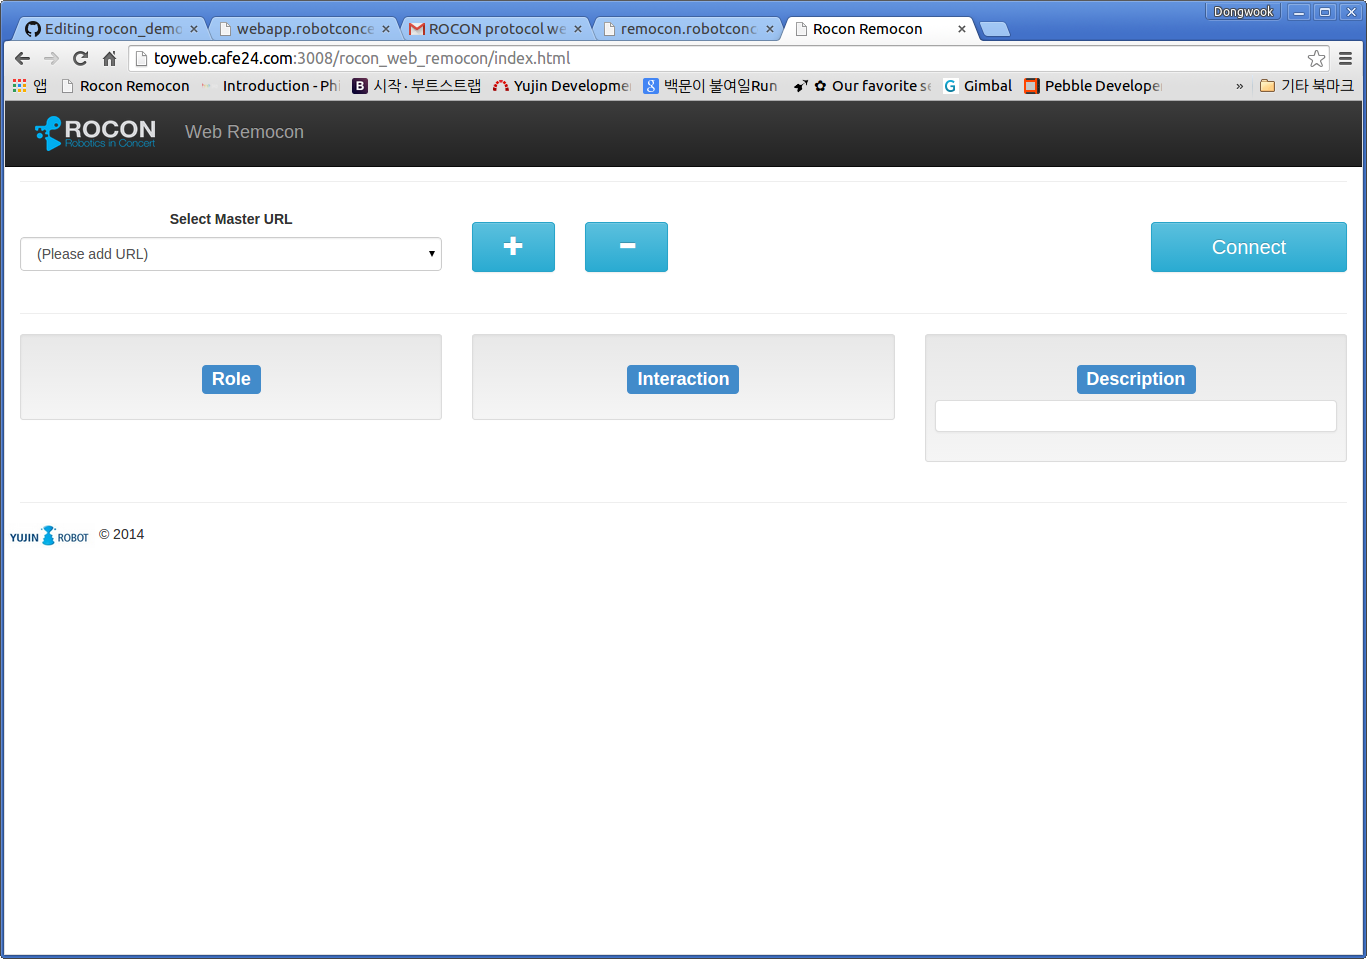 Dongwook
Editing rocon_demo
webapp.robotconce
ROCON protocol we
remocon.robotconc
Rocon Remocon
toyweb.cafe24.com:3008/rocon_web_remocon/index.html
앱
Rocon Remocon
Introduction - Phi
시작 · 부트스트랩
Yujin Developme
백문이 불여일Run
Our favorite se
Gimbal
Pebble Develope
»
기타 북마크
ROCON
Robotics in Concert
Web Remocon
Select Master URL
(Please add URL)
Connect
Role
Interaction
Description
YUJIN ROBOT
© 2014